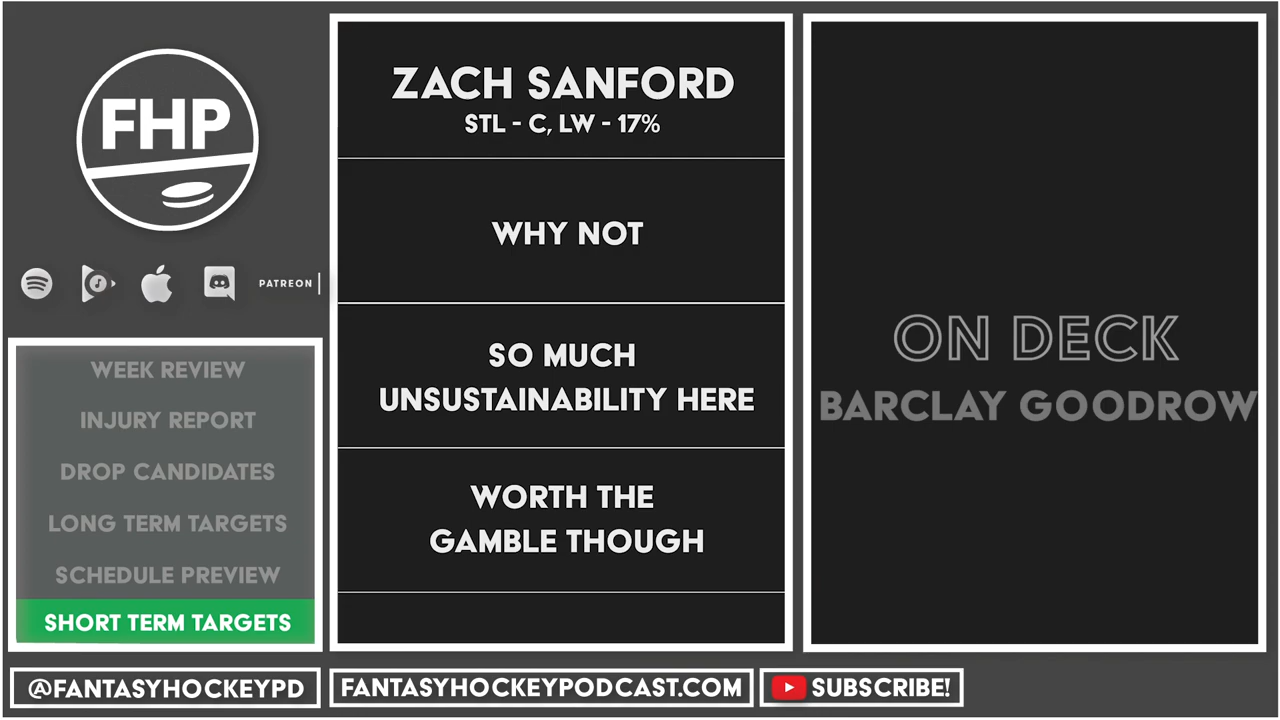 FHP
PATREON
WEEK REVIEW
INJURY REPORT
DROP CANDIDATES
LONG TERM TARGETS
SCHEDULE PREVIEW
SHORT TERM TARGETS
ZACH SANFORD
STL - C, LW - 17%
WHY NOT
SO MUCH
UNSUSTAINABILITY HERE
WORTH THE
GAMBLE THOUGH
ON DECK
BARCLAY GOODROW
@FANTASYHOCKEYPD
FANTASYHOCKEYPODCAST.COM
SUBSCRIBE!